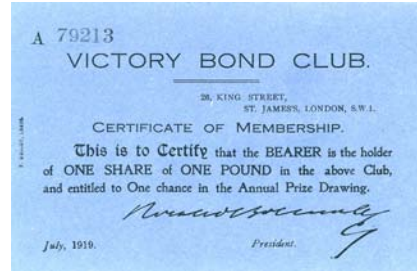 A 79213
VICTORY BOND CLUB.
26, KING STREET,
ST. JAMES'S, LONDON, S.W.1.
CERTIFICATE OF MEMBERSHIP.
This is to Certify that the BEARER is the holder
of ONE SHARE of ONE POUND in the above Club,
and entitled to One chance in the Annual Prize Drawing.
July, 1919.
President.